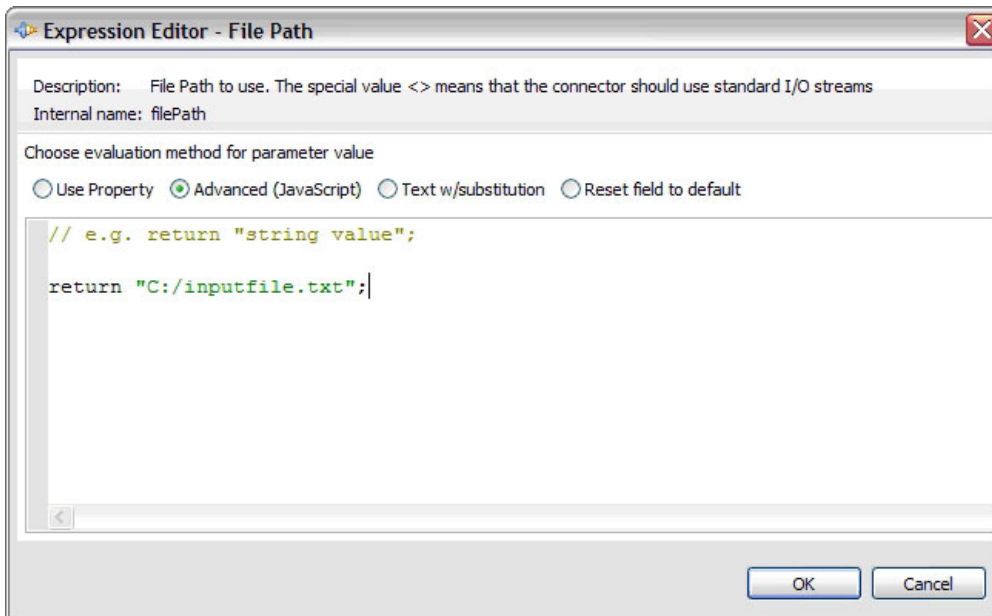 Expression Editor - File Path
Description: File Path to use. The special value <> means that the connector should use standard I/O streams
Internal name: filePath
Choose evaluation method for parameter value
Use Property Advanced (JavaScript) Text w/substitution Reset field to default
// e.g. return "string value";
return "C:/inputfile.txt";
OK Cancel